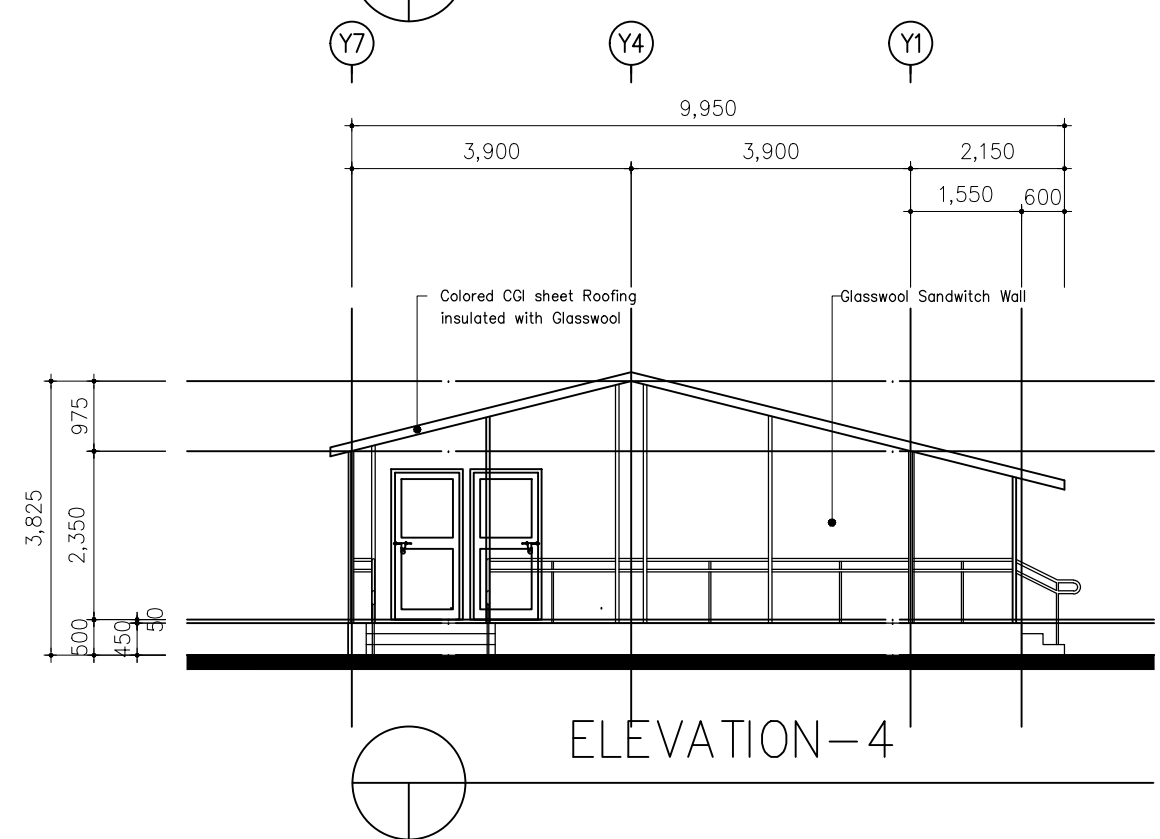 Y7
Y4
Y1
9,950
3,900
3,900
2,150
1,550
600
Colored CGI sheet Roofing
insulated with Glasswool
Glasswool Sandwitch Wall
975
3,825
2,350
500
450
50
ELEVATION-4